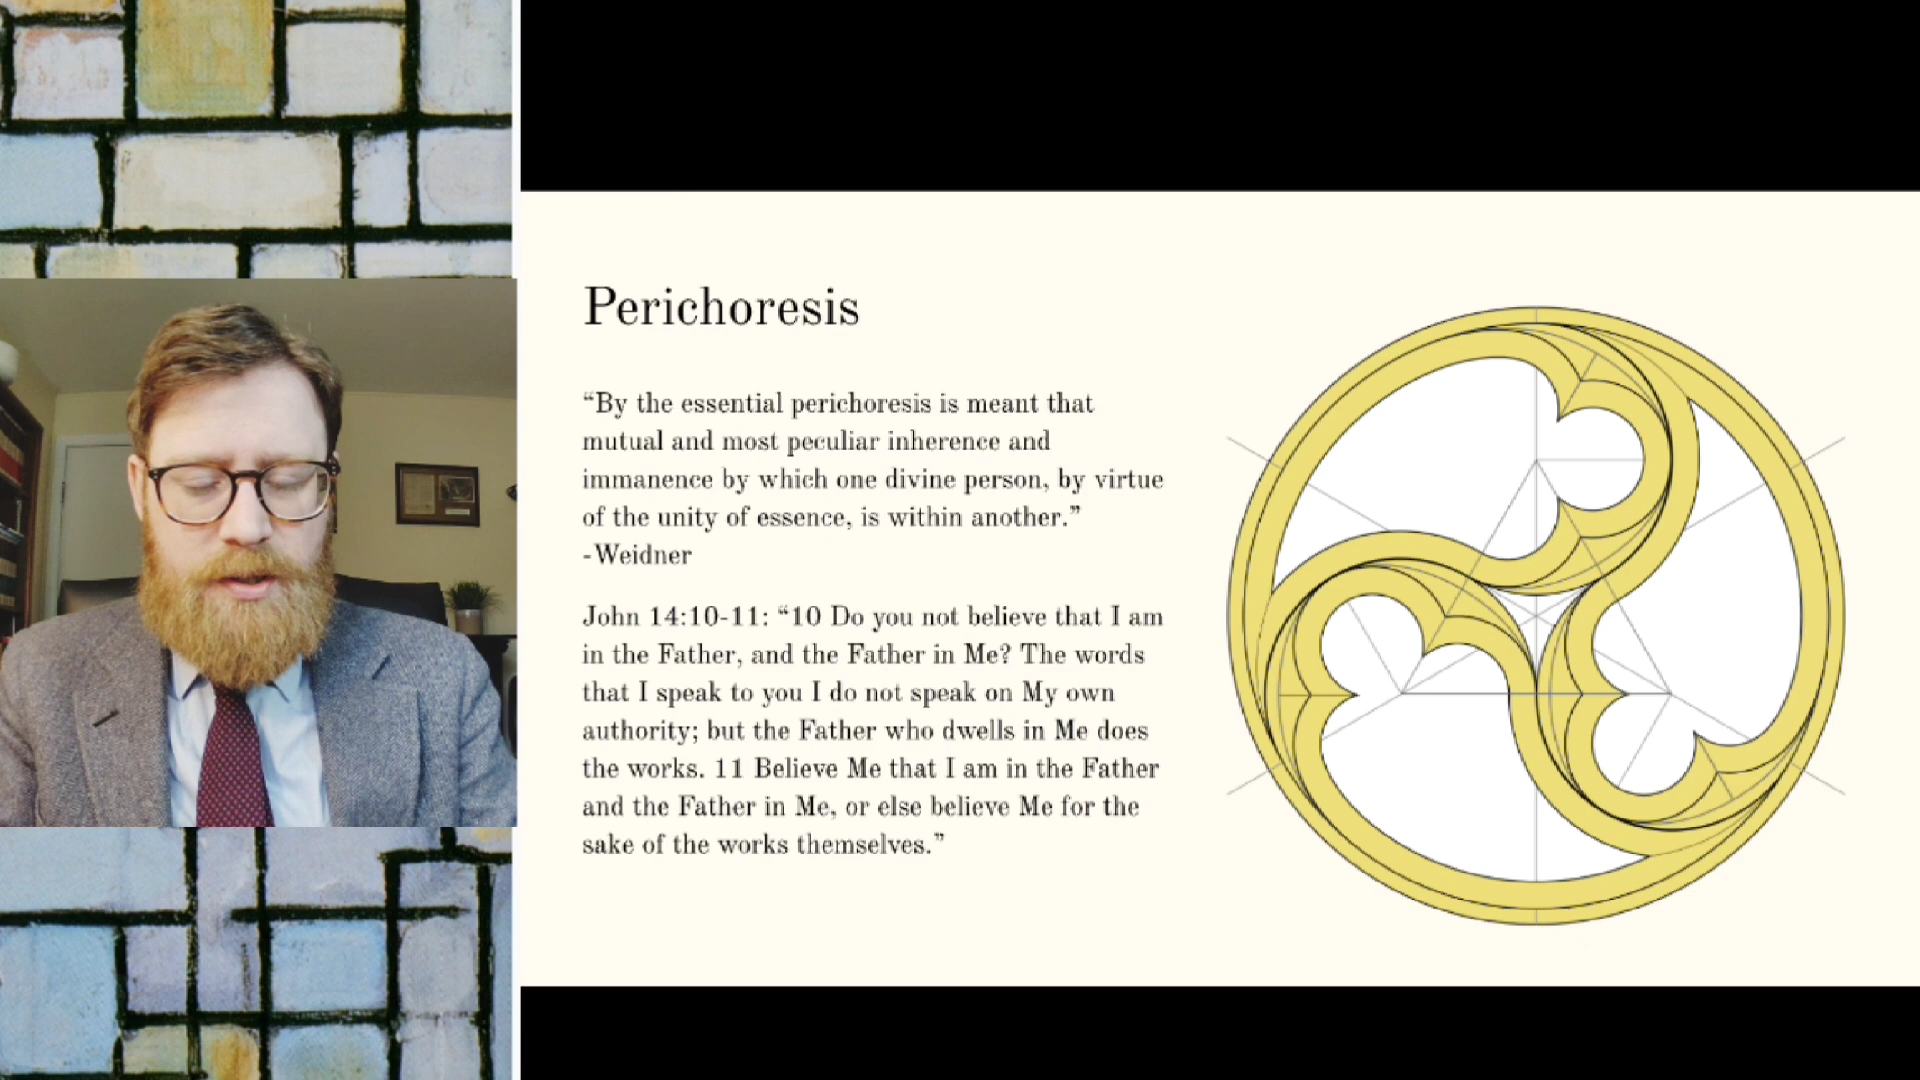 Perichoresis
“By the essential perichoresis is meant that
mutual and most peculiar inherence and
immanence by which one divine person, by virtue
of the unity of essence, is within another.”
-Weidner
John 14:10-11: “10 Do you not believe that I am
in the Father, and the Father in Me? The words
that I speak to you I do not speak on My own
authority; but the Father who dwells in Me does
the works. 11 Believe Me that I am in the Father
and the Father in Me, or else believe Me for the
sake of the works themselves.”